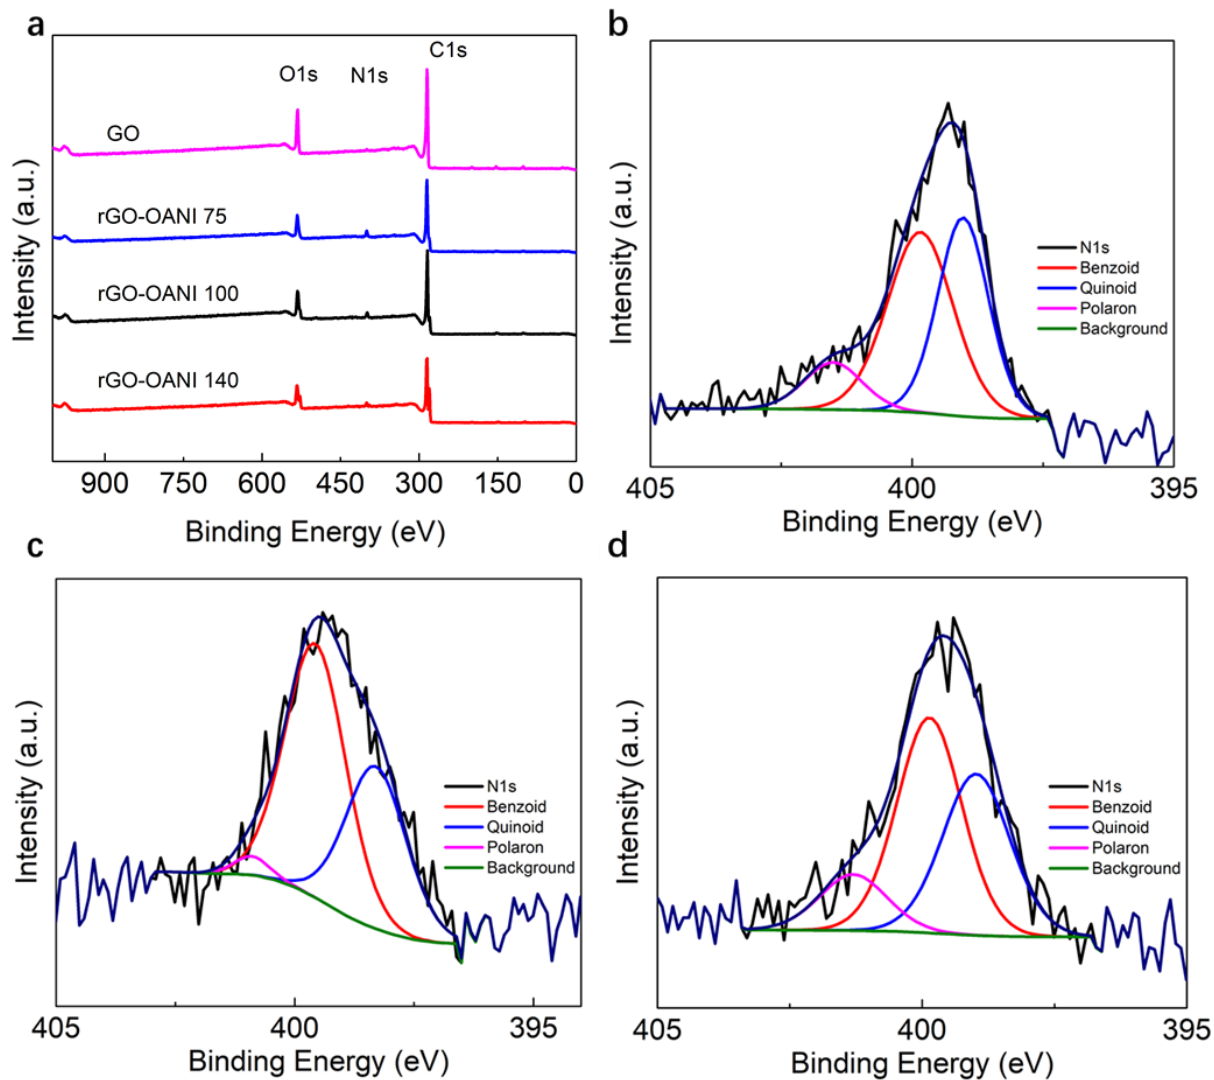 a
C1s
O1s
N1s
GO
rGO-OANI 75
rGO-OANI 100
rGO-OANI 140
Intensity (a.u.)
900 750 600 450 300 150 0
Binding Energy (eV)
b
N1s
Benzoid
Quinoid
Polaron
Background
Intensity (a.u.)
405 400 395
Binding Energy (eV)
c
N1s
Benzoid
Quinoid
Polaron
Background
Intensity (a.u.)
405 400 395
Binding Energy (eV)
d
N1s
Benzoid
Quinoid
Polaron
Background
Intensity (a.u.)
405 400 395
Binding Energy (eV)